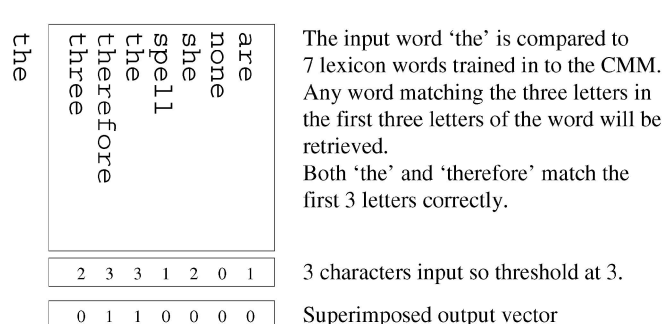 the
three
therefore
the
spell
she
none
are
The input word ‘the’ is compared to
7 lexicon words trained in to the CMM.
Any word matching the three letters in
the first three letters of the word will be
retrieved.
Both ‘the’ and ‘therefore’ match the
first 3 letters correctly.
2 3 3 1 2 0 1
3 characters input so threshold at 3.
0 1 1 0 0 0 0
Superimposed output vector